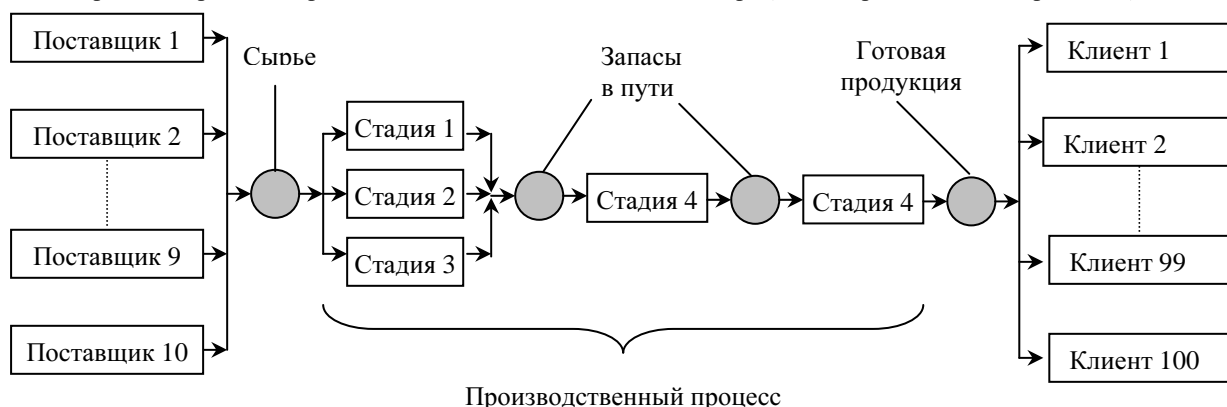 Поставщик 1
Поставщик 2
Поставщик 9
Поставщик 10
Сырье
Стадия 1
Стадия 2
Стадия 3
Запасы
в пути
Стадия 4
Стадия 4
Готовая
продукция
Клиент 1
Клиент 2
Клиент 99
Клиент 100
Производственный процесс